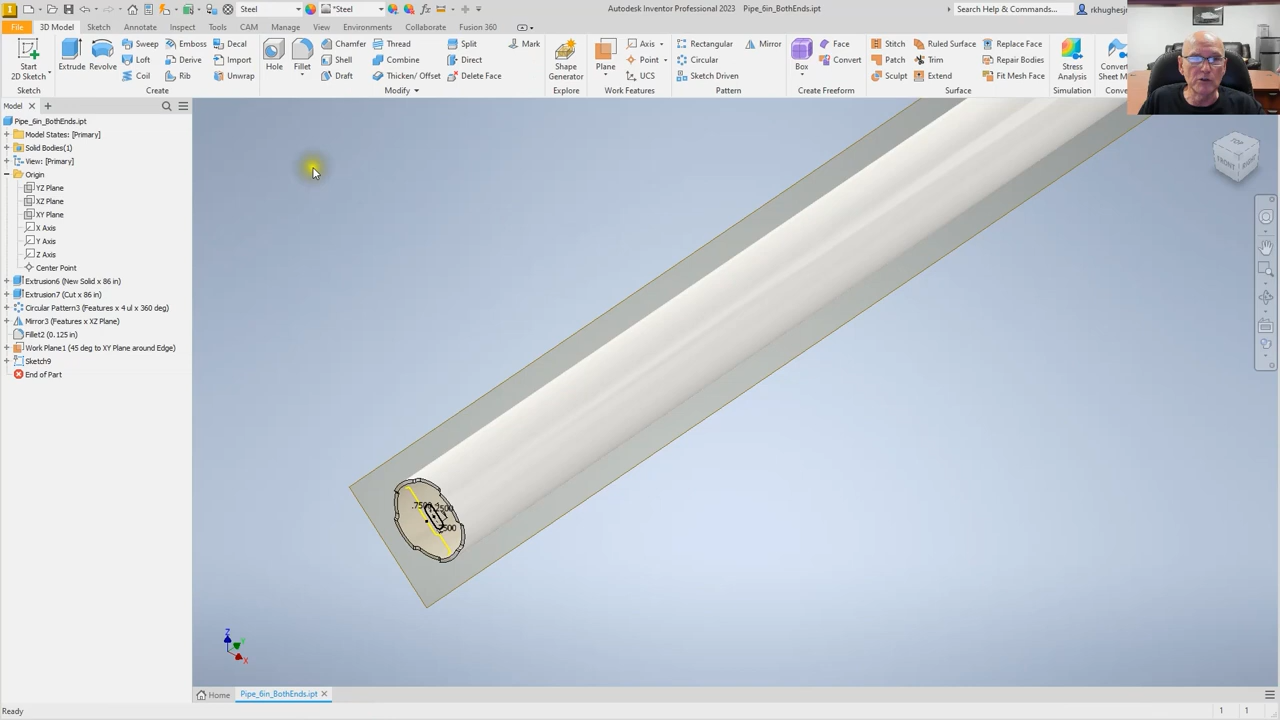 Steel
*Steel
Autodesk Inventor Professional 2023 Pipe_6in_BothEnds.ipt
Search Help & Commands...
rkhughesjr
File 3D Model Sketch Annotate Inspect Tools CAM Manage View Environments Collaborate Fusion 360
Start
2D Sketch
Extrude
Revolve
Sweep
Emboss
Decal
Loft
Derive
Import
Coil
Rib
Unwrap
Hole
Fillet
Chamfer
Thread
Split
Mark
Shell
Combine
Direct
Draft
Thicken/ Offset
Delete Face
Shape
Generator
Plane
Axis
Point
UCS
Rectangular
Mirror
Circular
Sketch Driven
Box
Face
Convert
Stitch
Ruled Surface
Replace Face
Patch
Trim
Repair Bodies
Sculpt
Extend
Fit Mesh Face
Stress
Analysis
Sketch
Create
Modify
Explore
Work Features
Pattern
Create Freeform
Surface
Simulation
Model
Pipe_6in_BothEnds.ipt
Model States: [Primary]
Solid Bodies(1)
View: [Primary]
Origin
YZ Plane
XZ Plane
XY Plane
X Axis
Y Axis
Z Axis
Center Point
Extrusion6 (New Solid x 86 in)
Extrusion7 (Cut x 86 in)
Circular Pattern3 (Features x 4 ul x 360 deg)
Mirror3 (Features x XZ Plane)
Fillet2 (0.125 in)
Work Plane1 (45 deg to XY Plane around Edge)
Sketch9
End of Part
TOP
FRONT
RIGHT
Z
Y
X
Home
Pipe_6in_BothEnds.ipt
Ready
1 1